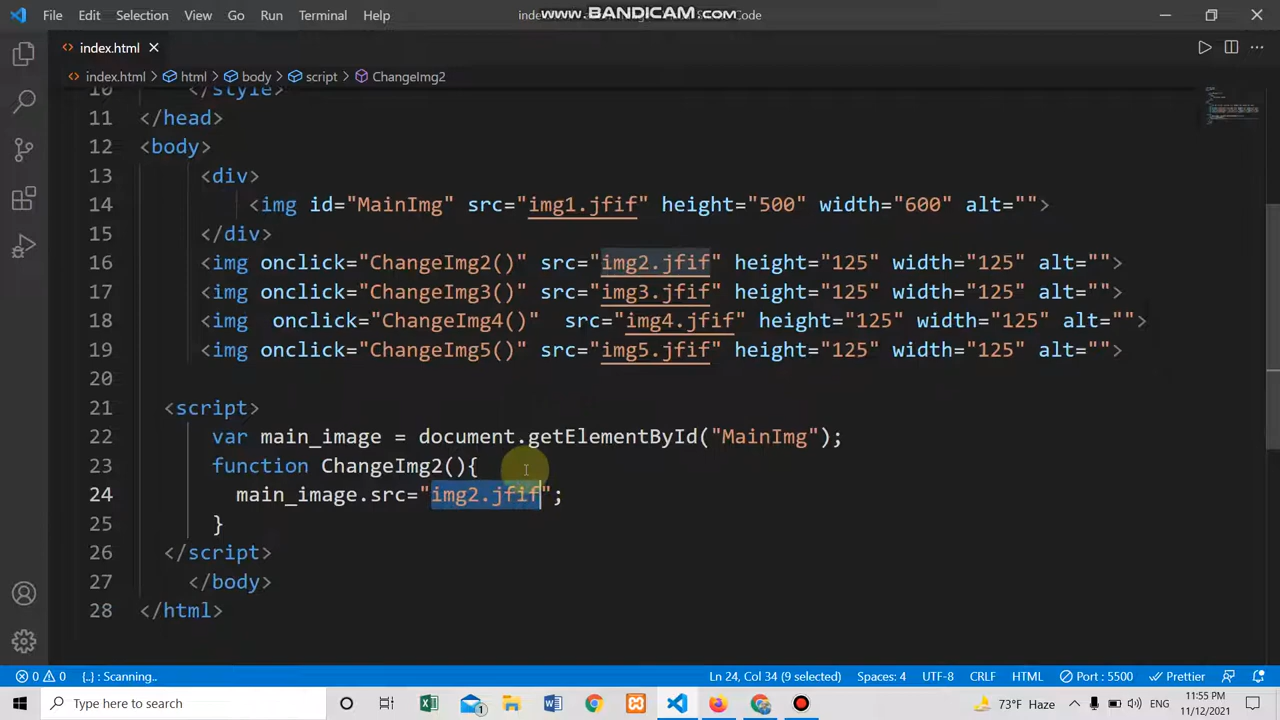 File Edit Selection View Go Run Terminal Help
www.BANDICAM.com
index.html
index.html > html > body > script > ChangeImg2
10 </style>
11 </head>
12 <body>
13 <div>
14 <img id="MainImg" src="img1.jfif" height="500" width="600" alt="">
15 </div>
16 <img onclick="ChangeImg2()" src="img2.jfif" height="125" width="125" alt="">
17 <img onclick="ChangeImg3()" src="img3.jfif" height="125" width="125" alt="">
18 <img onclick="ChangeImg4()" src="img4.jfif" height="125" width="125" alt="">
19 <img onclick="ChangeImg5()" src="img5.jfif" height="125" width="125" alt="">
20
21 <script>
22 var main_image = document.getElementById("MainImg");
23 function ChangeImg2(){
24 main_image.src="img2.jfif";
25 }
26 </script>
27 </body>
28 </html>
0 0 {..} : Scanning.. Ln 24, Col 34 (9 selected) Spaces: 4 UTF-8 CRLF HTML Port : 5500 Prettier
Type here to search
1
73°F Haze ENG
11:55 PM
11/12/2021